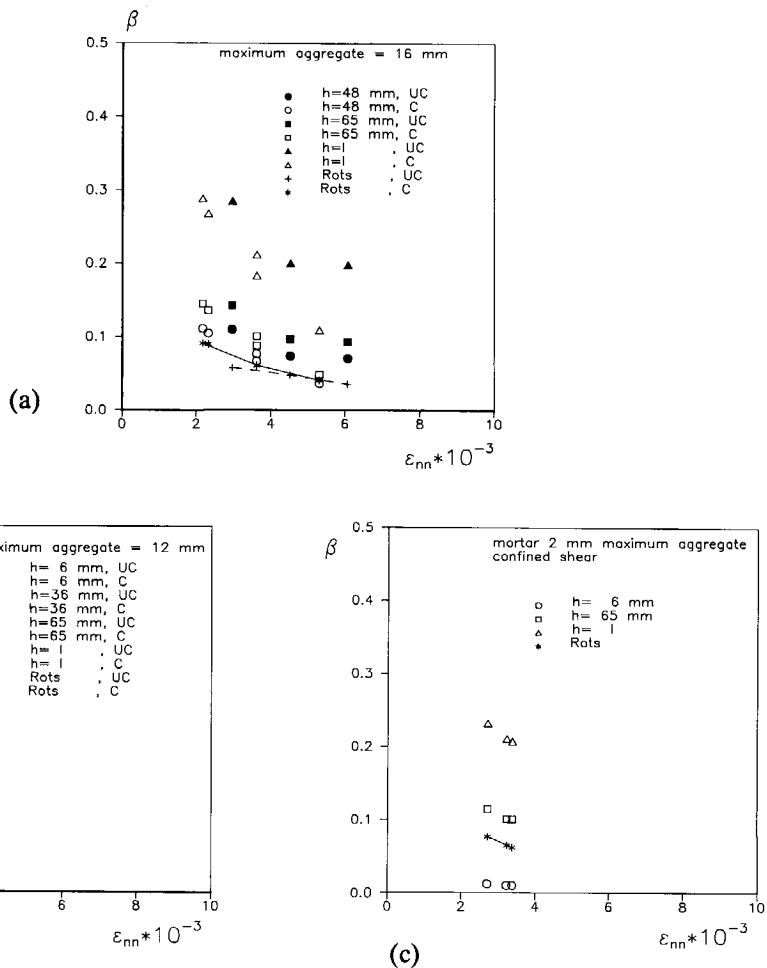 β
0.5
maximum aggregate = 16 mm
h=48 mm, UC
h=48 mm, C
h=65 mm, UC
h=65 mm, C
h=l , UC
h=l , C
Rots , UC
Rots , C
0.4
0.3
0.2
0.1
0.0
0 2 4 6 8 10
εnn*10⁻³
(a)
ximum aggregate = 12 mm
h= 6 mm, UC
h= 6 mm, C
h=36 mm, UC
h=36 mm, C
h=65 mm, UC
h=65 mm, C
h= l , UC
h= l , C
Rots , UC
Rots , C
6 8 10
εnn*10⁻³
β
0.5
mortar 2 mm maximum aggregate
confined shear
h= 6 mm
h= 65 mm
h= l
Rots
0.4
0.3
0.2
0.1
0.0
0 2 4 6 8 10
εnn*10⁻³
(c)